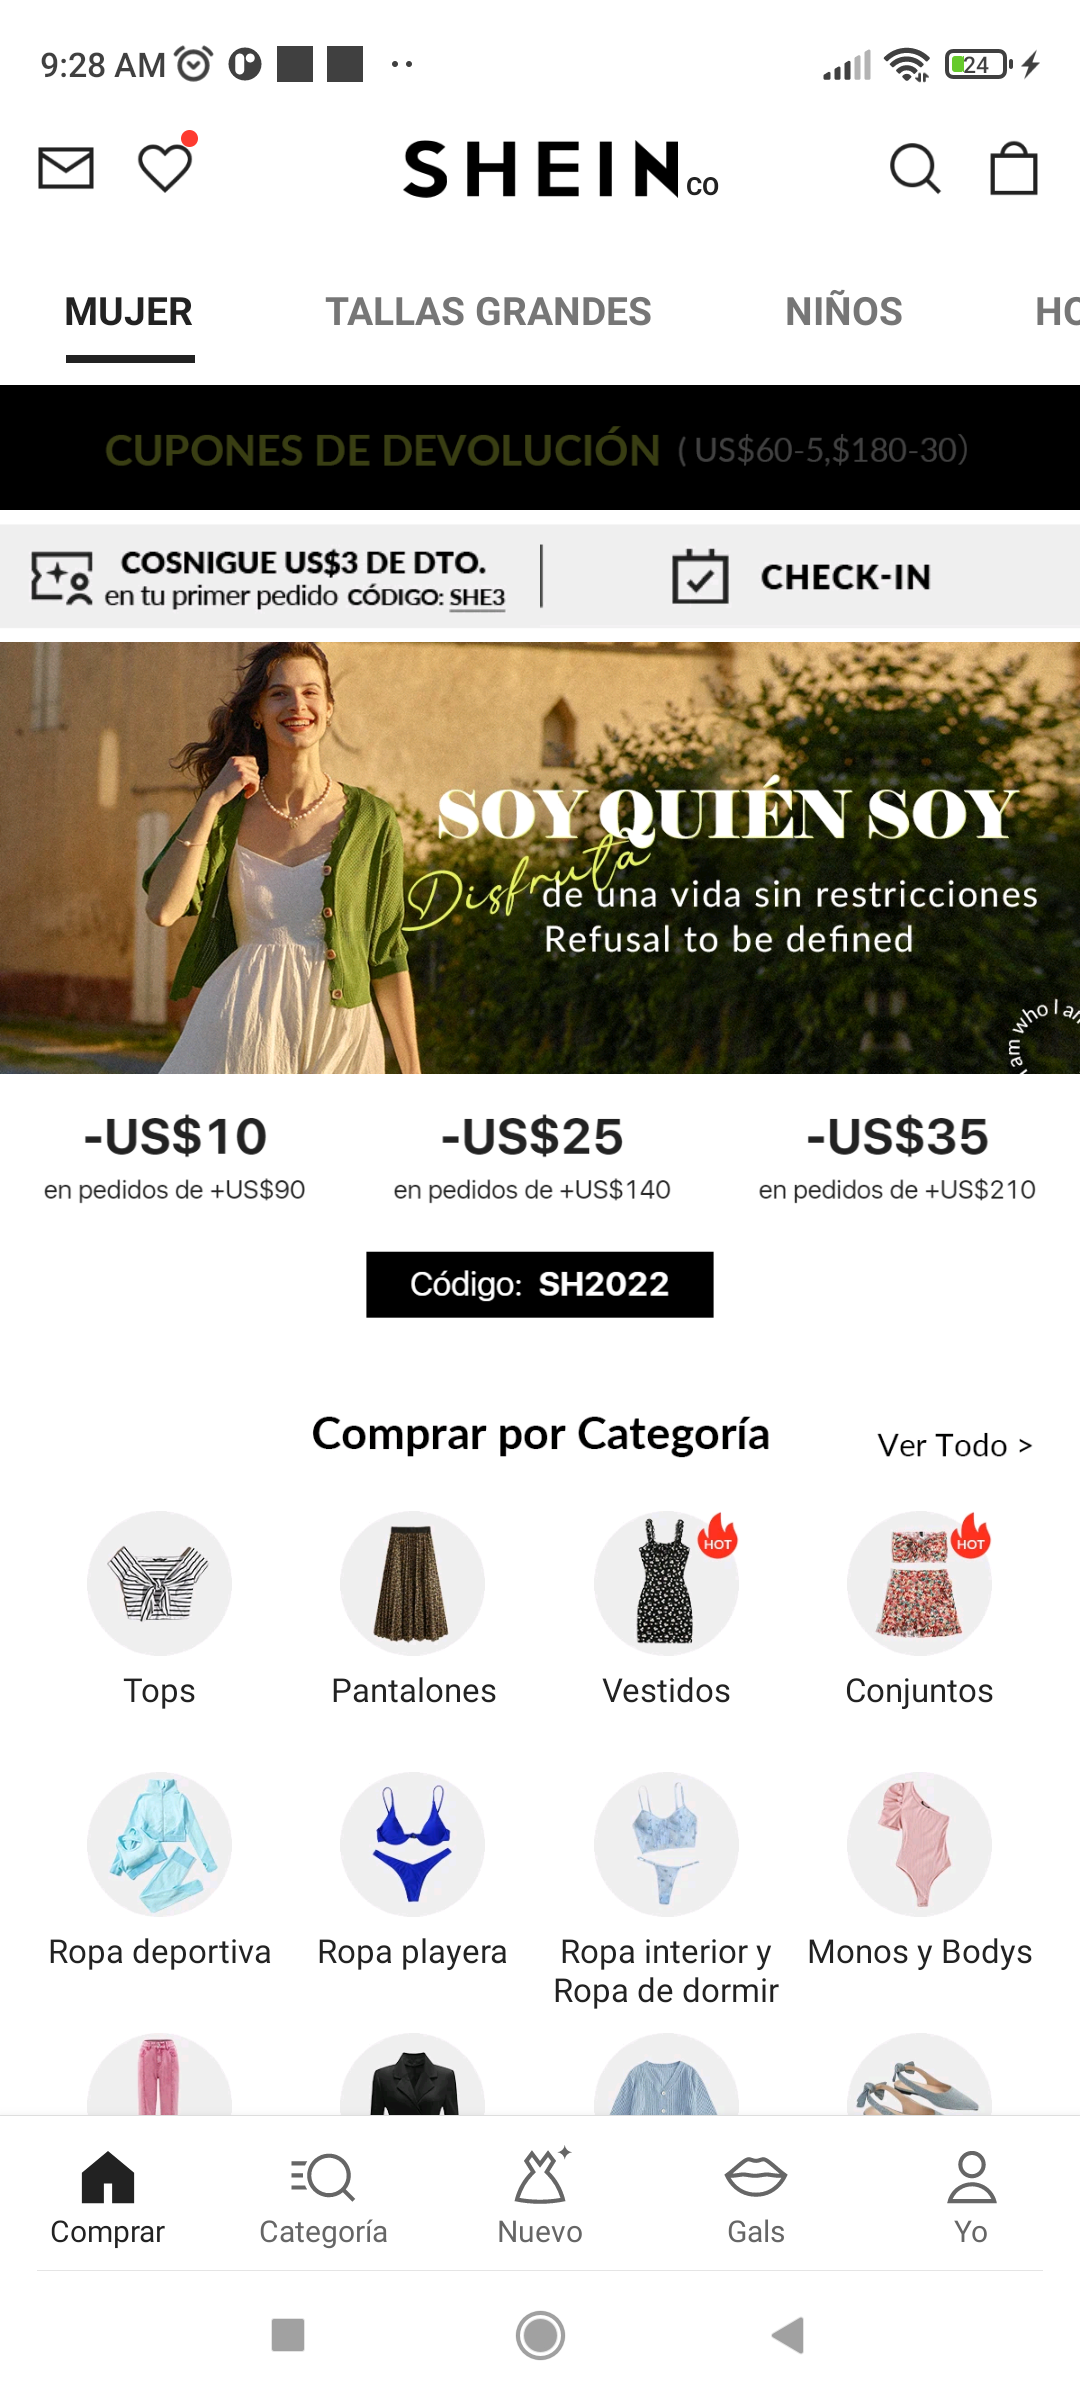 9:28 AM
24
SHEIN CO
MUJER TALLAS GRANDES NIÑOS HO
CUPONES DE DEVOLUCIÓN ( US$60-5,$180-30)
COSNIGUE US$3 DE DTO.
en tu primer pedido CÓDIGO: SHE3
CHECK-IN
SOY QUIÉN SOY
Disfruta
de una vida sin restricciones
Refusal to be defined
am who I am
-US$10 -US$25 -US$35
en pedidos de +US$90 en pedidos de +US$140 en pedidos de +US$210
Código: SH2022
Comprar por Categoría
Ver Todo >
HOT HOT
Tops Pantalones Vestidos Conjuntos
Ropa deportiva Ropa playera Ropa interior y Monos y Bodys
Ropa de dormir
Comprar Categoría Nuevo Gals Yo